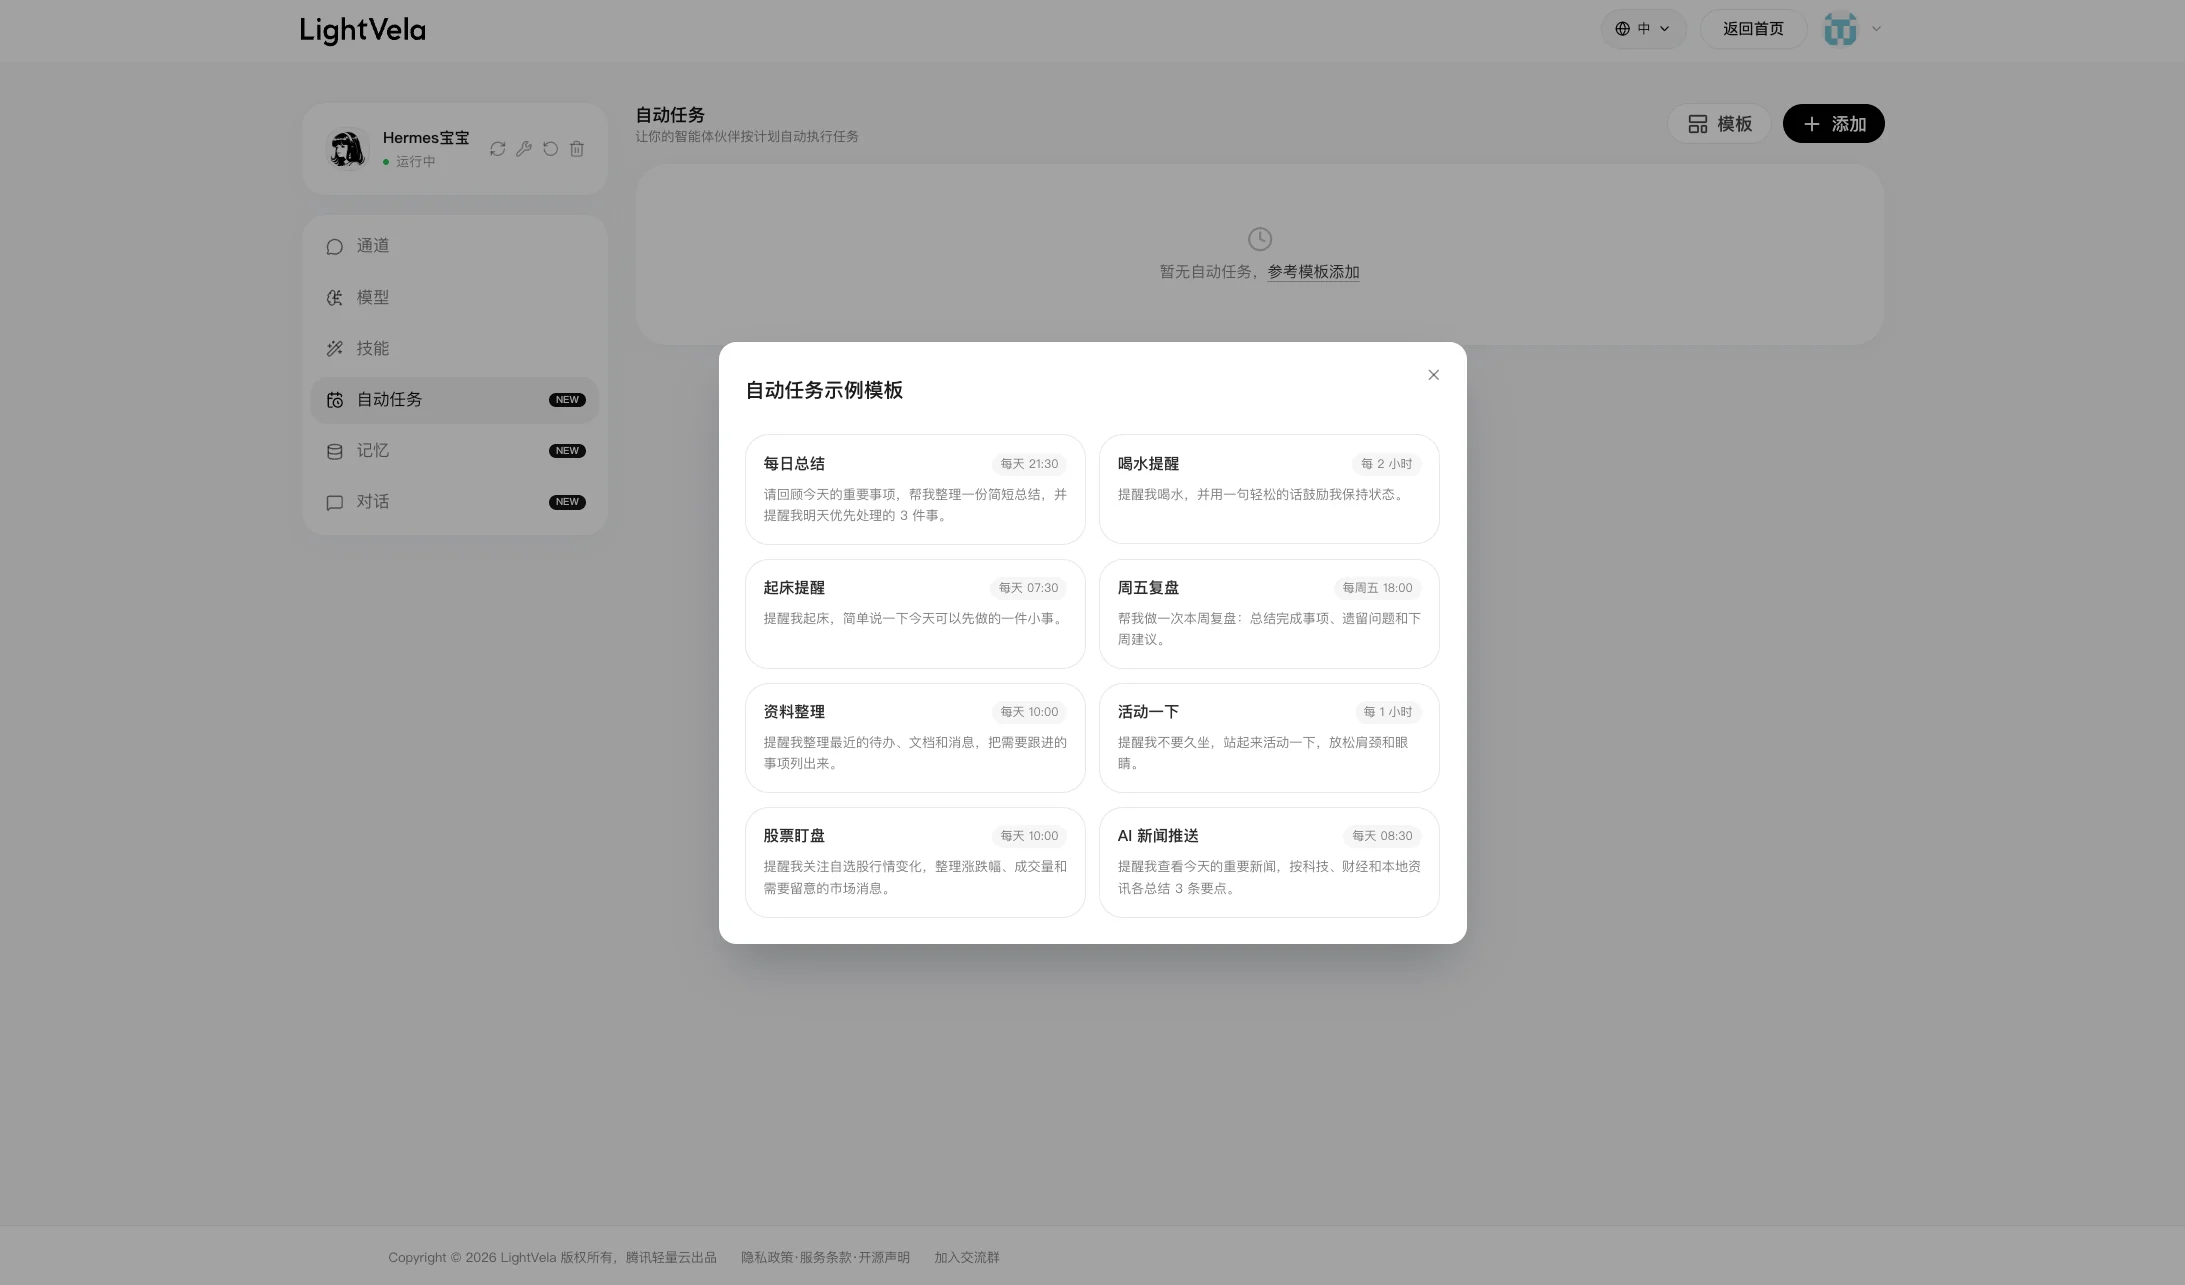 LightVela
中
返回首页
Hermes宝宝
运行中
通道
模型
技能
自动任务 NEW
记忆 NEW
对话 NEW
自动任务
让你的智能体伙伴按计划自动执行任务
模板
添加
暂无自动任务，参考模板添加
自动任务示例模板
每日总结 每天 21:30
请回顾今天的重要事项，帮我整理一份简短总结，并
提醒我明天优先处理的 3 件事。
喝水提醒 每 2 小时
提醒我喝水，并用一句轻松的话鼓励我保持状态。
起床提醒 每天 07:30
提醒我起床，简单说一下今天可以先做的一件小事。
周五复盘 每周五 18:00
帮我做一次本周复盘：总结完成事项、遗留问题和下
周建议。
资料整理 每天 10:00
提醒我整理最近的待办、文档和消息，把需要跟进的
事项列出来。
活动一下 每 1 小时
提醒我不要久坐，站起来活动一下，放松肩颈和眼
睛。
股票盯盘 每天 10:00
提醒我关注自选股行情变化，整理涨跌幅、成交量和
需要留意的市场消息。
AI 新闻推送 每天 08:30
提醒我查看今天的重要新闻，按科技、财经和本地资
讯各总结 3 条要点。
Copyright © 2026 LightVela 版权所有，腾讯轻量云出品 隐私政策·服务条款·开源声明 加入交流群